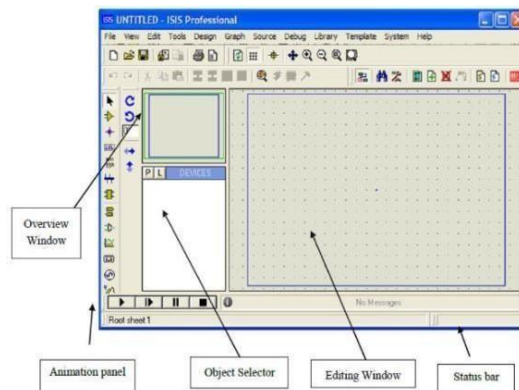 ISIS UNTITLED - ISIS Professional
File View Edit Tools Design Graph Source Debug Library Template System Help
P L DEVICES
No Messages
Root sheet 1
Overview
Window
Animation panel
Object Selector
Editing Window
Status bar